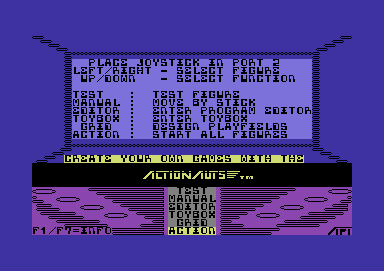 PLACE JOYSTICK IN PORT 2
LEFT/RIGHT - SELECT FIGURE
UP/DOWN - SELECT FUNCTION
TEST : TEST FIGURE
MANUAL : MOVE BY STICK
EDITOR : ENTER PROGRAM EDITOR
TOYBOX : ENTER TOYBOX
GRID : DESIGN PLAYFIELDS
ACTION : START ALL FIGURES
CREATE YOUR OWN GAMES WITH THE
ACTIONAUTS TM
TEST
MANUAL
EDITOR
TOYBOX
GRID
F1/F7=INFO
ACTION